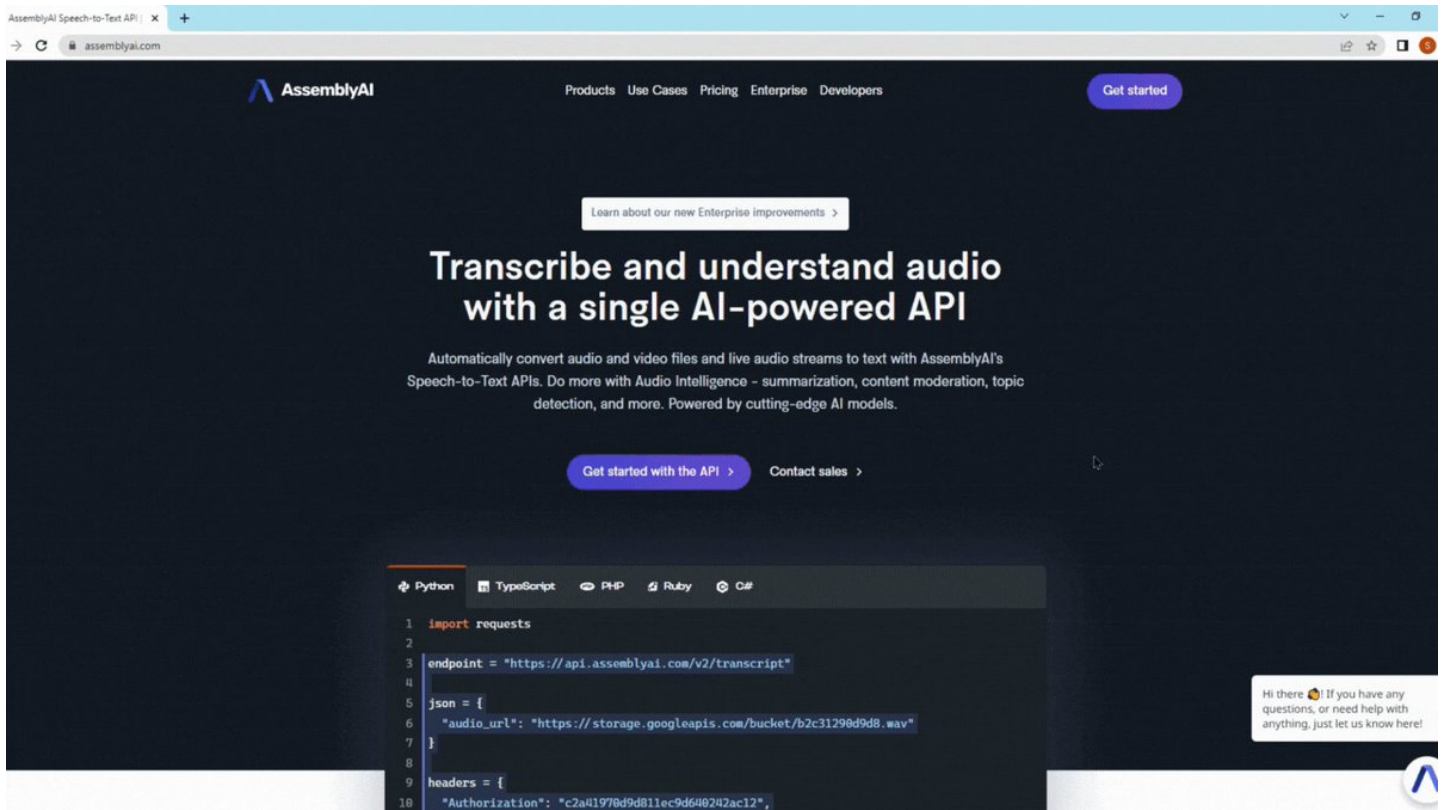 AssemblyAI Speech-to-Text API |
assemblyai.com
S
AssemblyAI
Products Use Cases Pricing Enterprise Developers
Get started
Learn about our new Enterprise improvements >
Transcribe and understand audio
with a single AI-powered API
Automatically convert audio and video files and live audio streams to text with AssemblyAI's
Speech-to-Text APIs. Do more with Audio Intelligence - summarization, content moderation, topic
detection, and more. Powered by cutting-edge AI models.
Get started with the API >
Contact sales >
Python TypeScript PHP Ruby C#
1 import requests
2
3 endpoint = "https://api.assemblyai.com/v2/transcript"
4
5 json = {
6 "audio_url": "https://storage.googleapis.com/bucket/b2c31290d9d8.wav"
7 }
8
9 headers = {
10 "Authorization": "c2a41970d9d811ec9d640242ac12",
Hi there 👋! If you have any
questions, or need help with
anything, just let us know here!